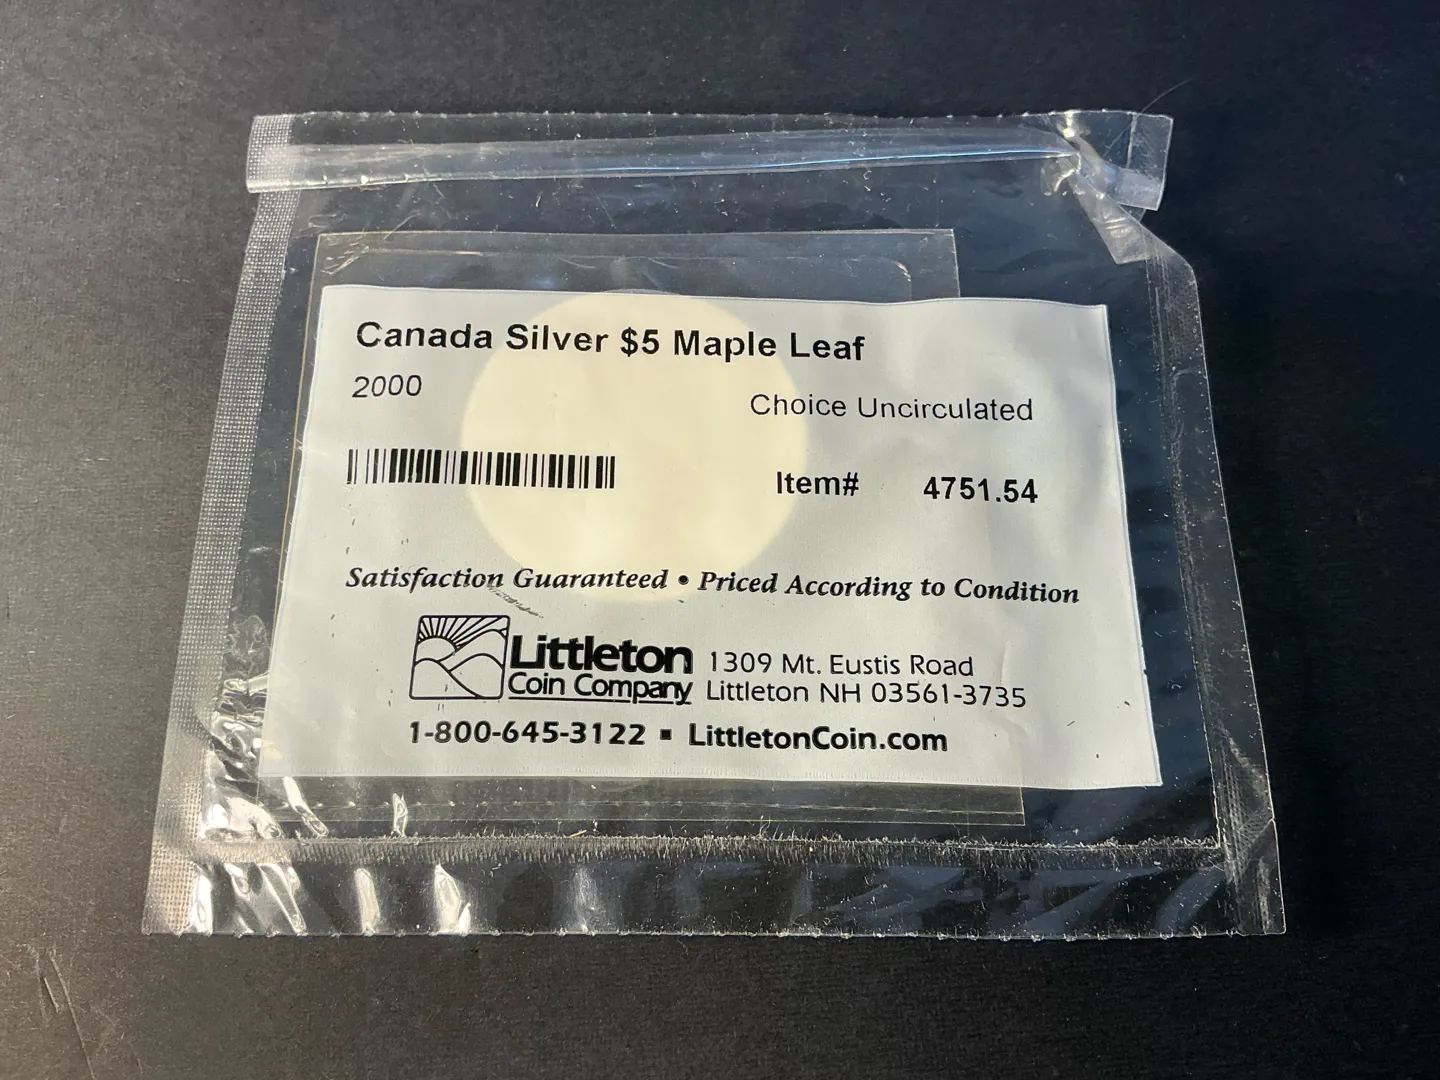 Canada Silver $5 Maple Leaf
2000
Choice Uncirculated
Item# 4751.54
Satisfaction Guaranteed • Priced According to Condition
Littleton
Coin Company
1309 Mt. Eustis Road
Littleton NH 03561-3735
1-800-645-3122 ▪ LittletonCoin.com